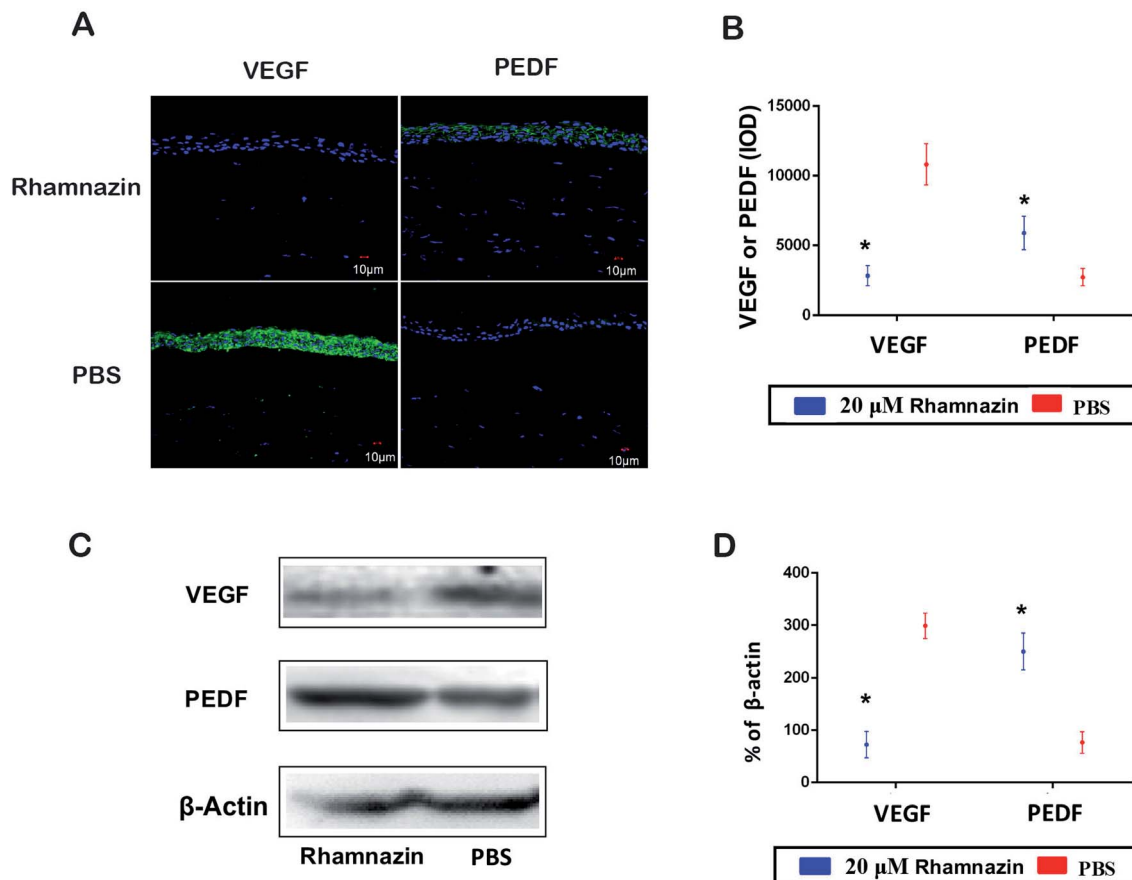 A
VEGF PEDF
Rhamnazin
10µm 10µm
PBS
10µm 10µm
B
VEGF or PEDF (IOD)
15000
10000
5000
0
*
*
VEGF PEDF
20 µM Rhamnazin PBS
C
VEGF
PEDF
β-Actin
Rhamnazin PBS
D
% of β-actin
400
300
200
100
0
*
*
VEGF PEDF
20 µM Rhamnazin PBS